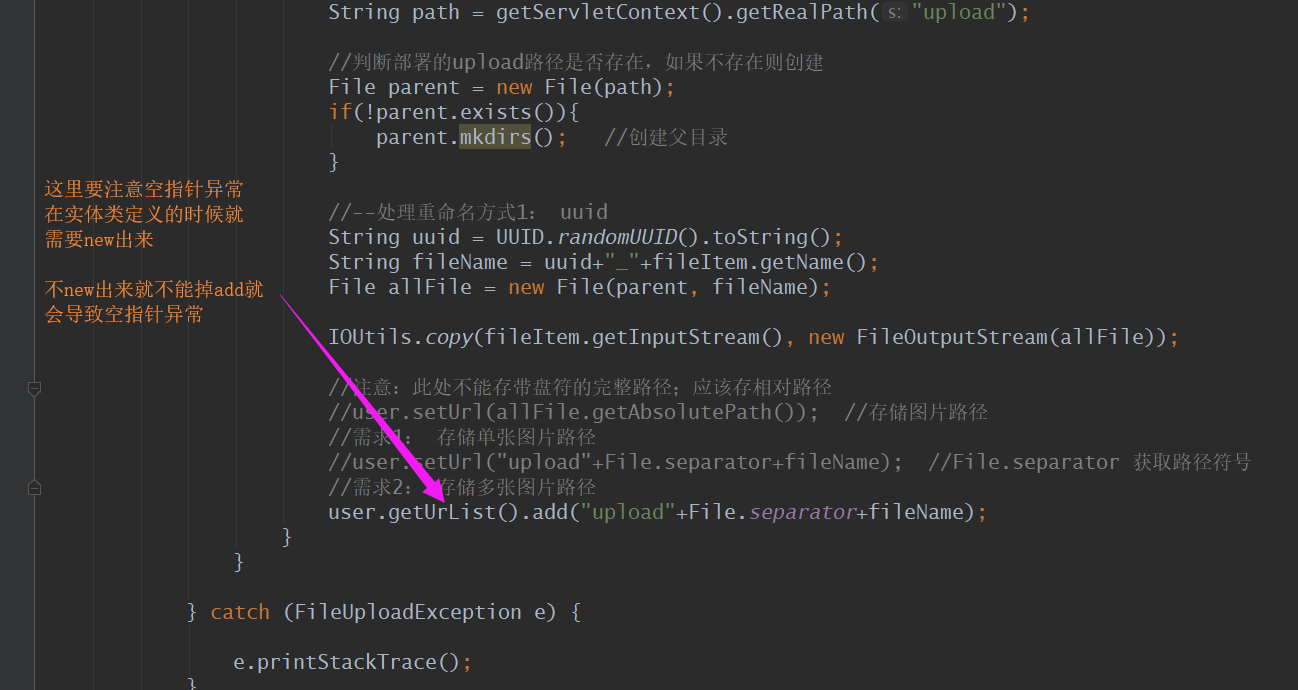 String path = getServletContext().getRealPath( s: "upload");
//判断部署的upload路径是否存在，如果不存在则创建
File parent = new File(path);
if(!parent.exists()){
parent.mkdirs();   //创建父目录
}
这里要注意空指针异常
在实体类定义的时候就
需要new出来
不new出来就不能掉add就
会导致空指针异常
//--处理重命名方式1： uuid
String uuid = UUID.randomUUID().toString();
String fileName = uuid+"_"+fileItem.getName();
File allFile = new File(parent, fileName);
IOUtils.copy(fileItem.getInputStream(), new FileOutputStream(allFile));
//注意：此处不能存带盘符的完整路径；应该存相对路径
//user.setUrl(allFile.getAbsolutePath());  //存储图片路径
//需求1： 存储单张图片路径
//user.setUrl("upload"+File.separator+fileName);  //File.separator 获取路径符号
//需求2： 存储多张图片路径
user.getUrList().add("upload"+File.separator+fileName);
}
}
} catch (FileUploadException e) {
e.printStackTrace();
}